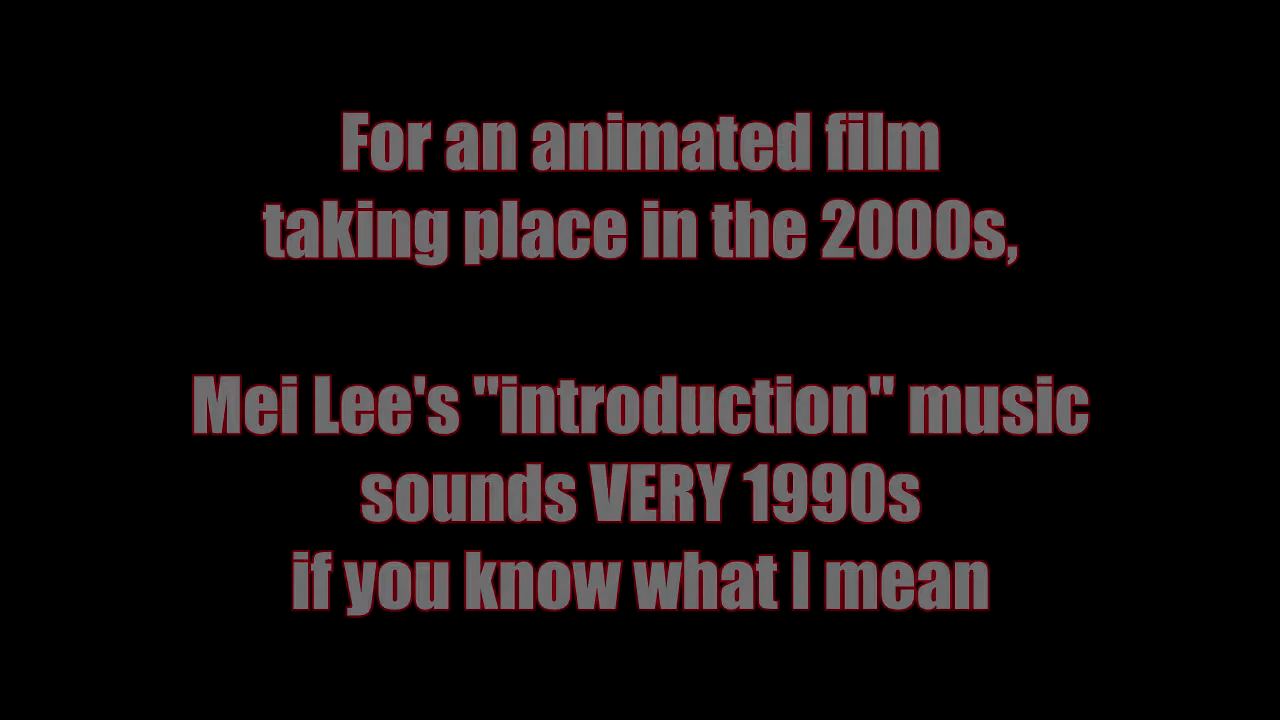 For an animated film
taking place in the 2000s,
Mei Lee's "introduction" music
sounds VERY 1990s
if you know what I mean